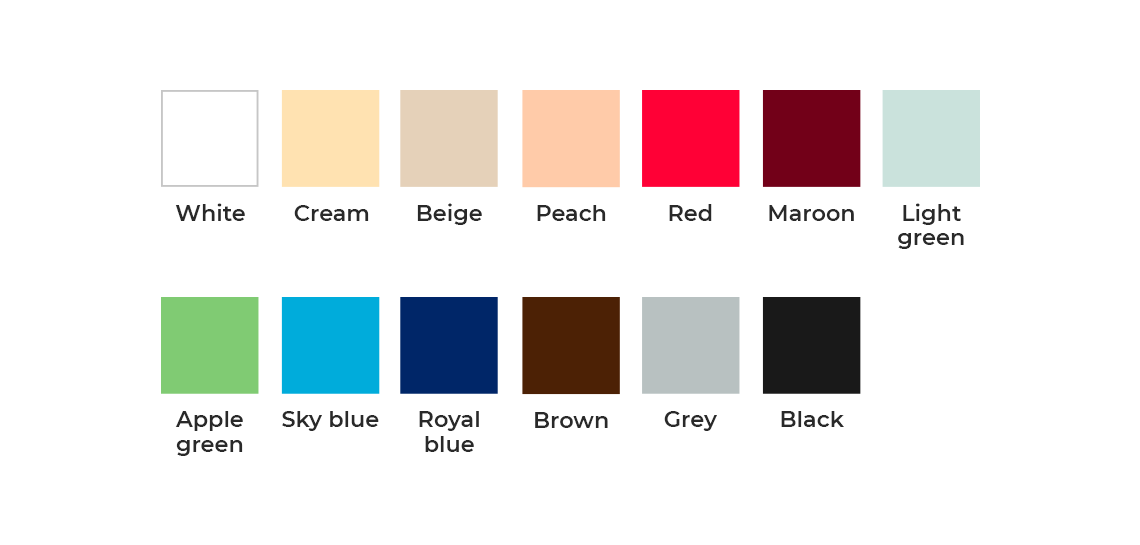 White
Cream
Beige
Peach
Red
Maroon
Light
green
Apple
green
Sky blue
Royal
blue
Brown
Grey
Black